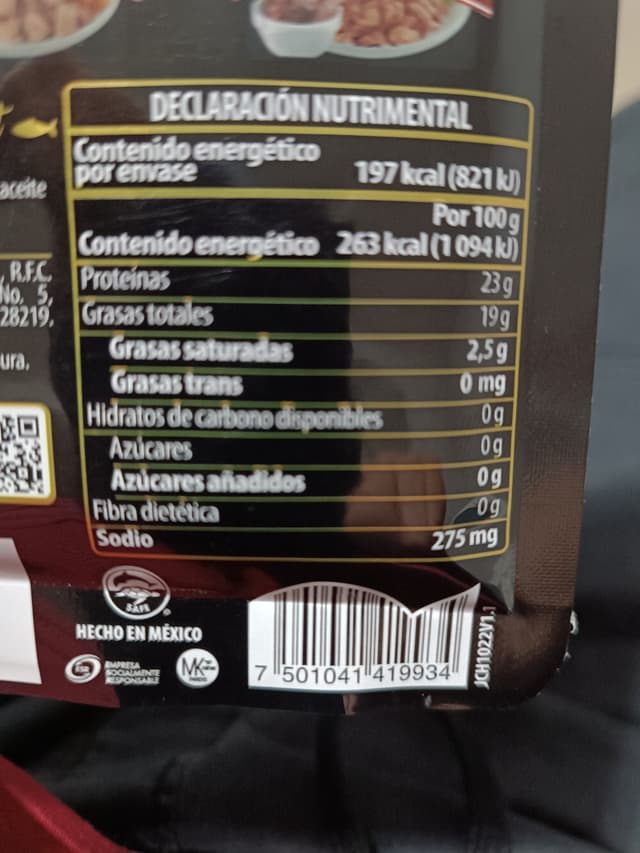 DECLARACIÓN NUTRIMENTAL
Contenido energético
por envase 197 kcal (821 kJ)
Por 100 g
Contenido energético 263 kcal (1 094 kJ)
Proteínas 23 g
Grasas totales 19 g
Grasas saturadas 2,5 g
Grasas trans 0 mg
Hidratos de carbono disponibles 0 g
Azúcares 0 g
Azúcares añadidos 0 g
Fibra dietética 0 g
Sodio 275 mg
aceite
, R.F.C.
No. 5,
28219.
ura.
SAFE
HECHO EN MÉXICO
ESR
EMPRESA
SOCIALMENTE
RESPONSABLE
MK
7 501041 419934
JCH1022V1.1